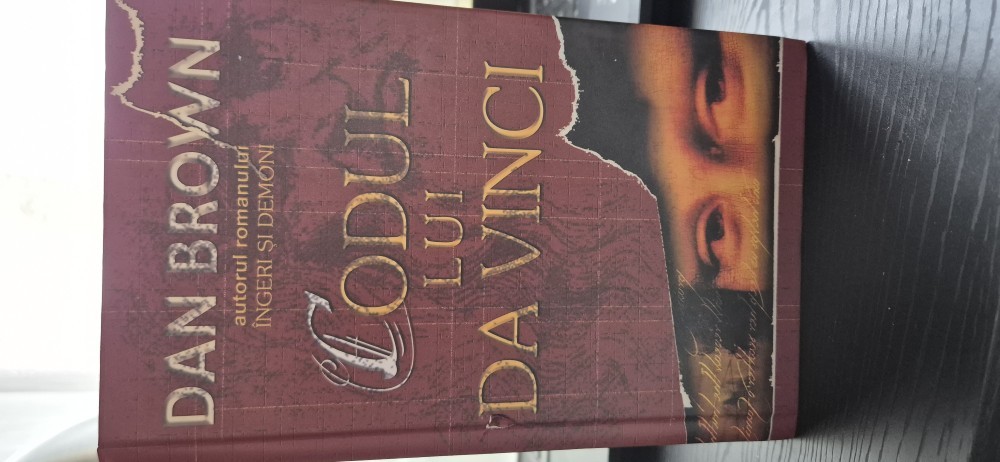 DAN BROWN
autorul romanului
ÎNGERI ȘI DEMONI
CODUL
LUI
DA VINCI